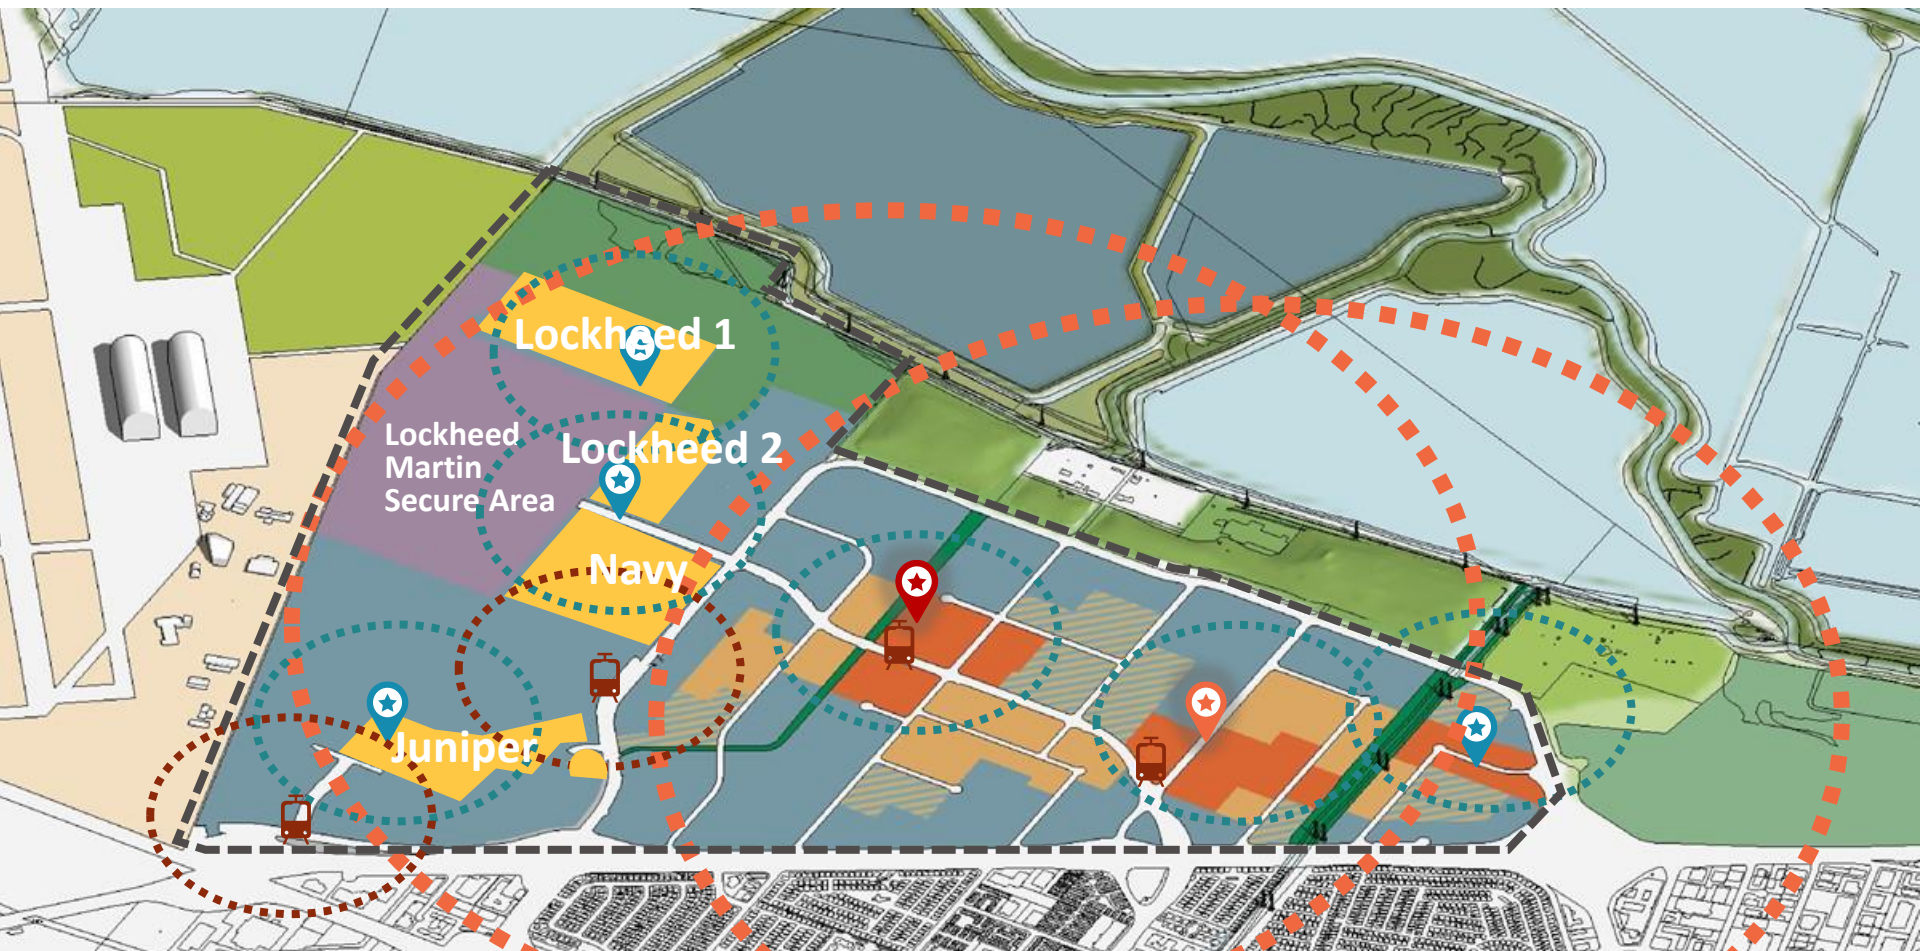 Lockheed 1
Lockheed
Martin
Secure Area
Lockheed 2
Navy
Juniper